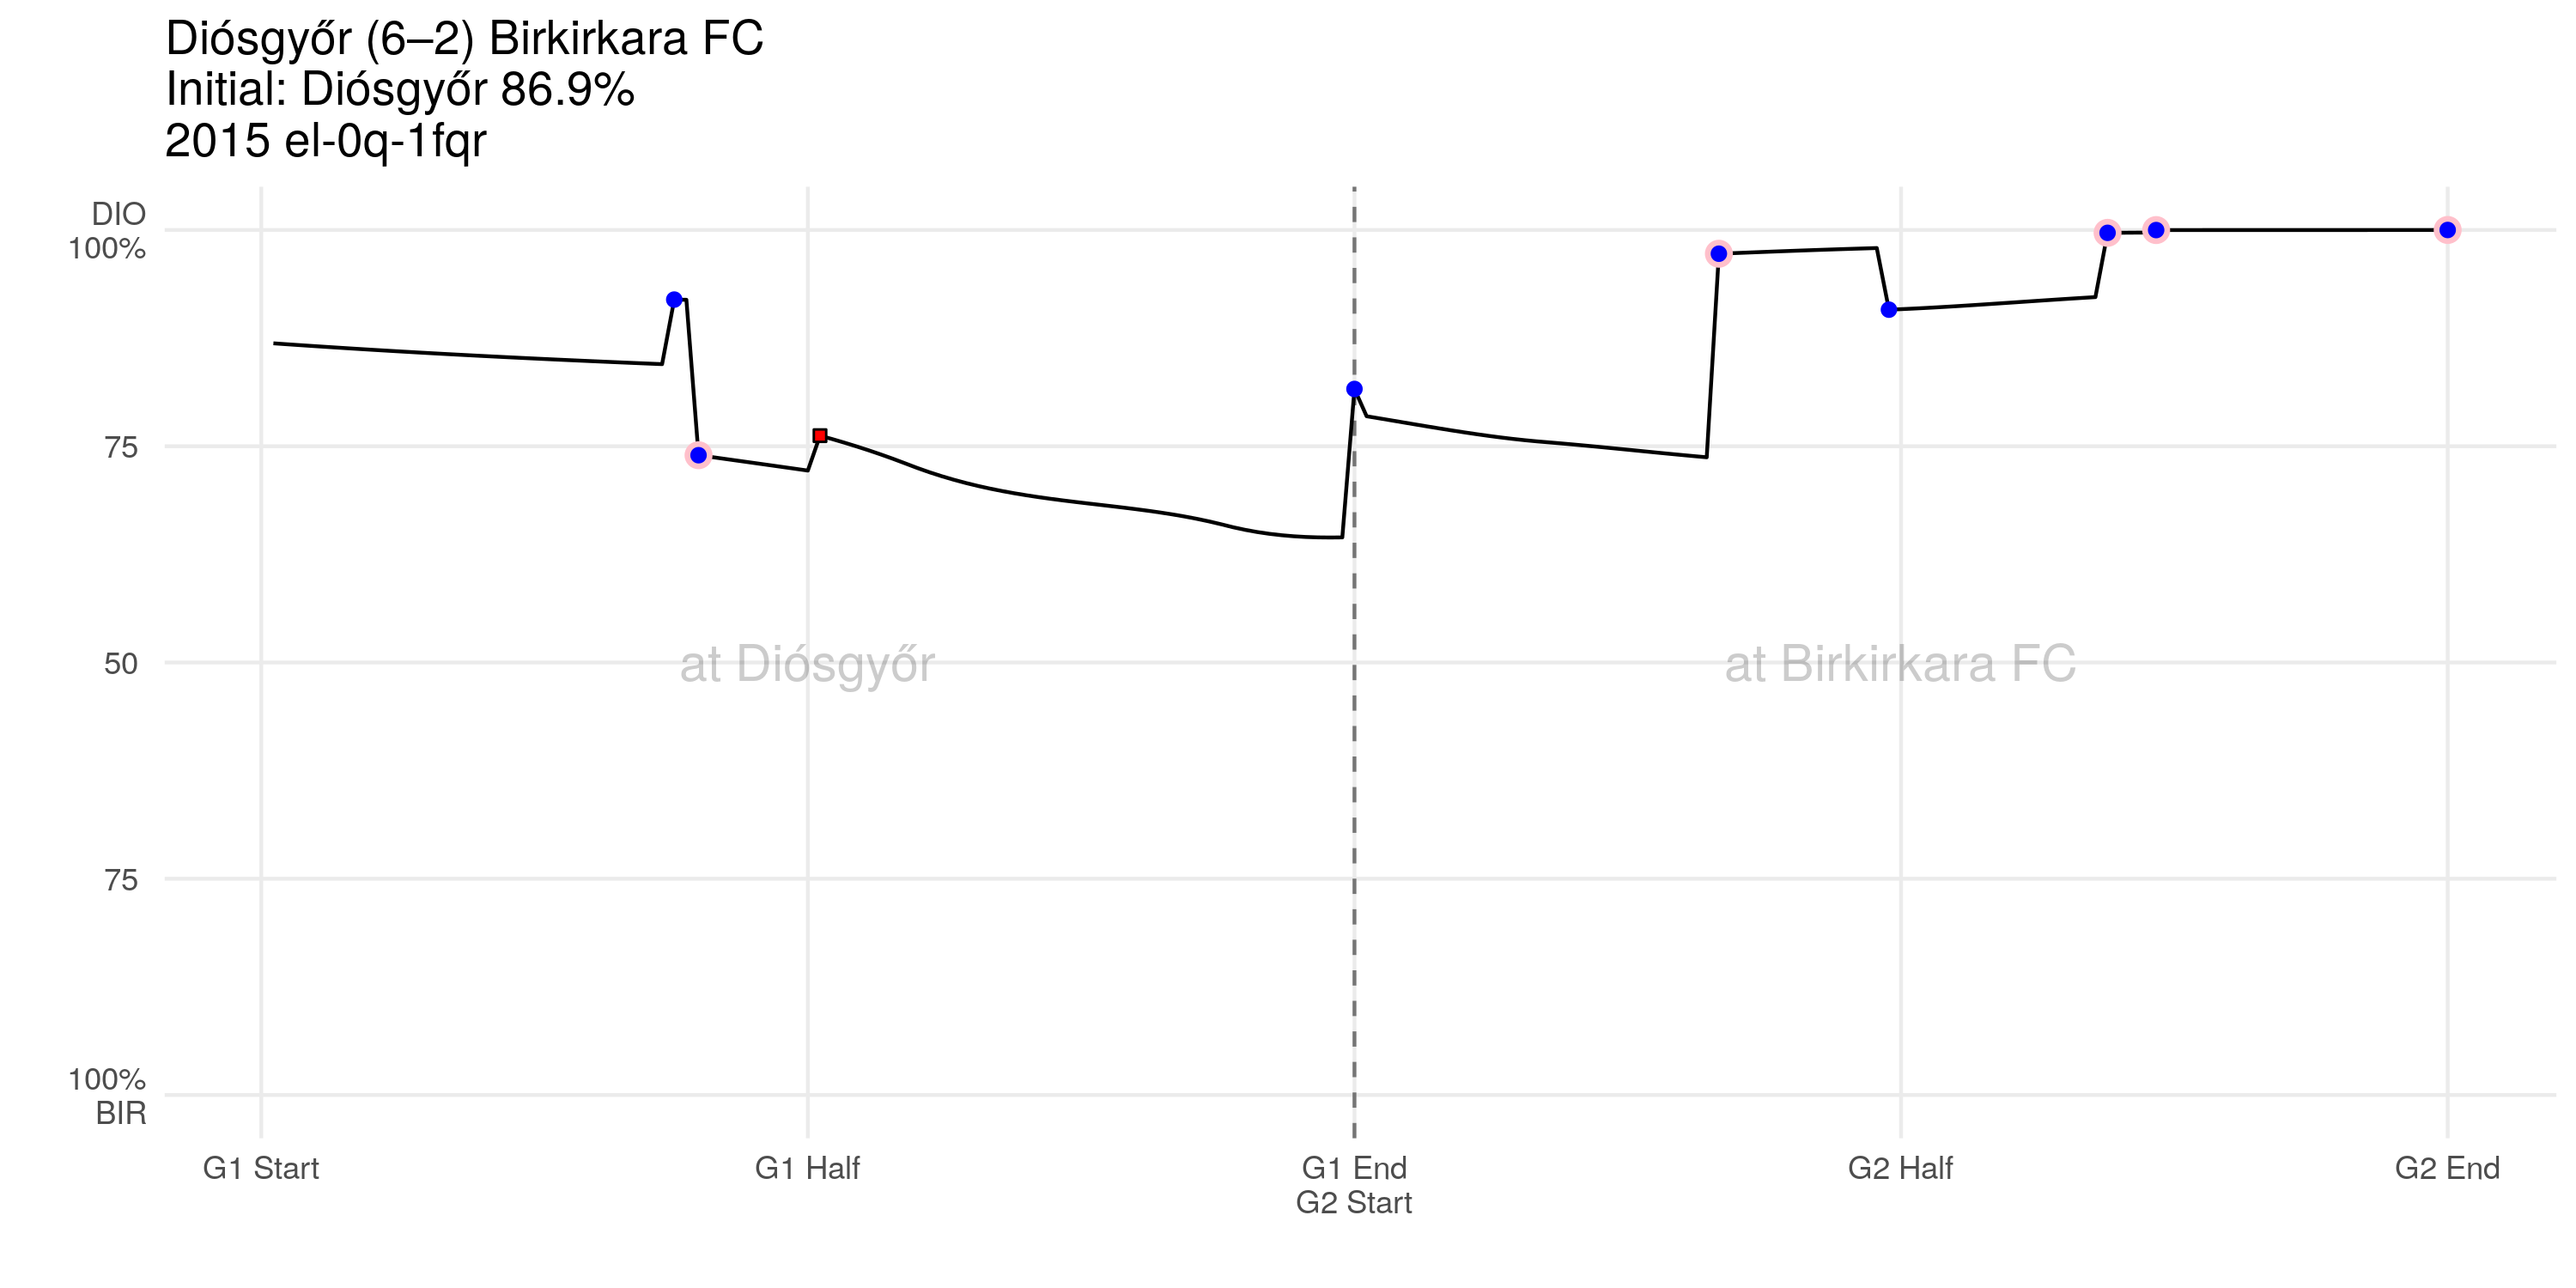 Diósgyőr (6–2) Birkirkara FC
Initial: Diósgyőr 86.9%
2015 el-0q-1fqr
DIO
100%
75
50
75
100%
BIR
at Diósgyőr
at Birkirkara FC
G1 Start
G1 Half
G1 End
G2 Start
G2 Half
G2 End